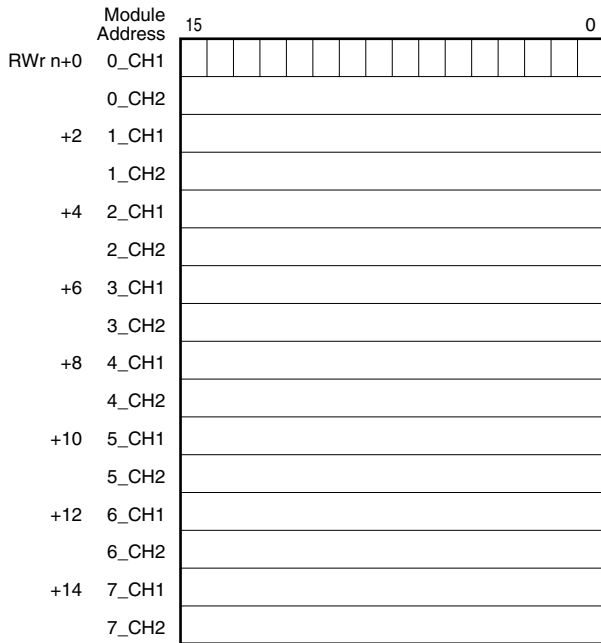 Module
Address
15 0
RWr n+0 0_CH1
0_CH2
+2 1_CH1
1_CH2
+4 2_CH1
2_CH2
+6 3_CH1
3_CH2
+8 4_CH1
4_CH2
+10 5_CH1
5_CH2
+12 6_CH1
6_CH2
+14 7_CH1
7_CH2